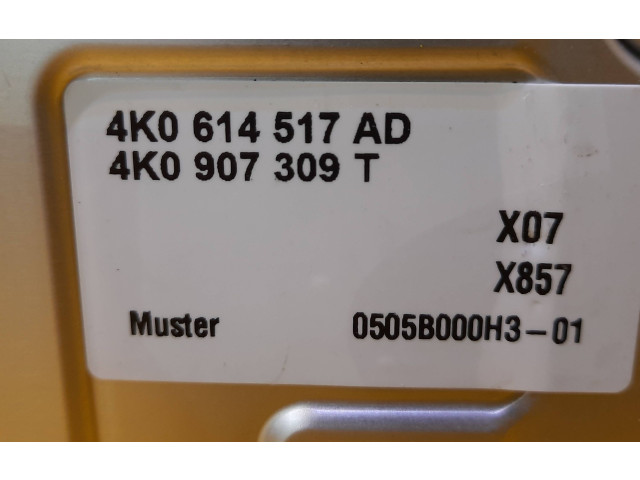 4K0 614 517 AD
4K0 907 309 T
X07
X857
Muster 0505B000H3-01